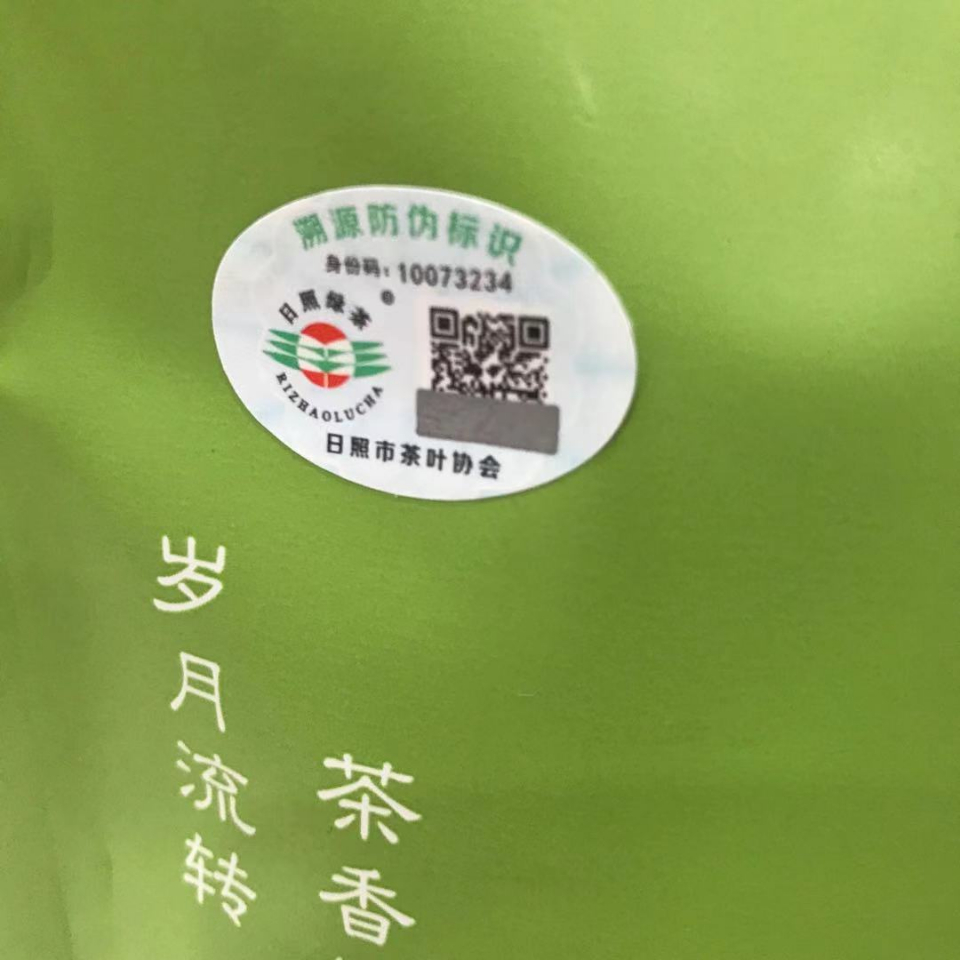 溯源防伪标识
身份码：10073234
日照绿茶®
RIZHAOLUCHA
日照市茶叶协会
岁月流转
茶香